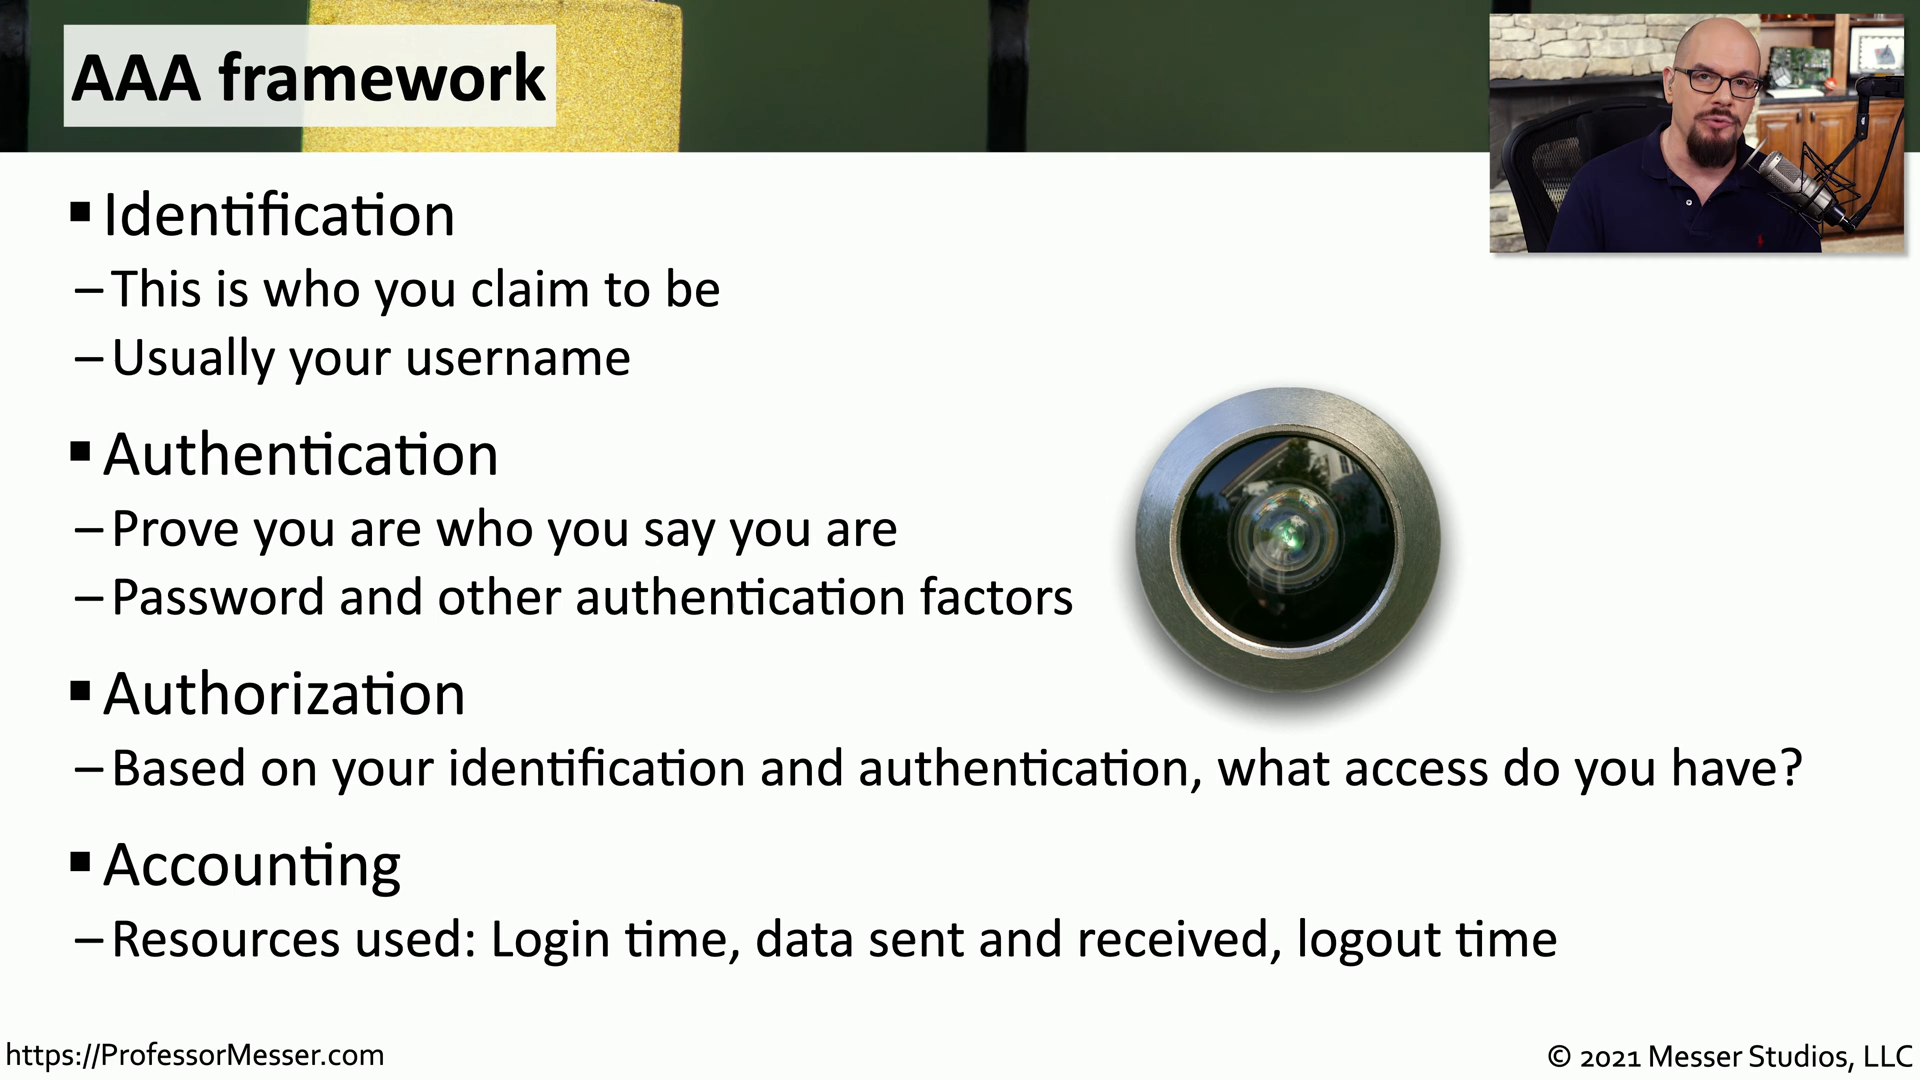 AAA framework
▪ Identification
– This is who you claim to be
– Usually your username
▪ Authentication
– Prove you are who you say you are
– Password and other authentication factors
▪ Authorization
– Based on your identification and authentication, what access do you have?
▪ Accounting
– Resources used: Login time, data sent and received, logout time
https://ProfessorMesser.com
© 2021 Messer Studios, LLC